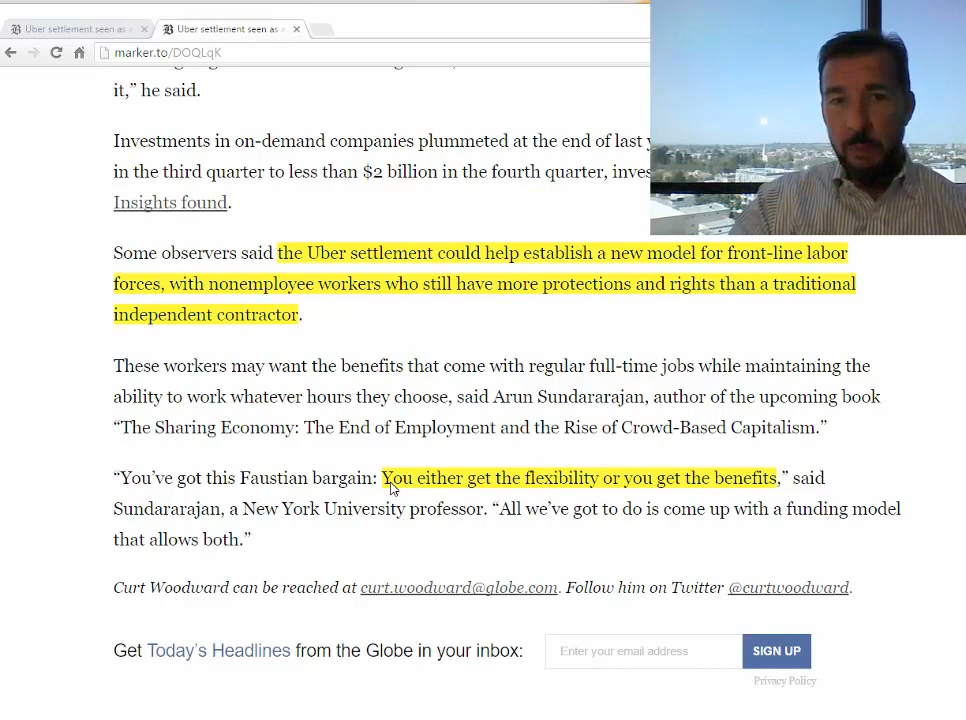 Uber settlement seen as
Uber settlement seen as
marker.to/DOQLqK
it,” he said.
Investments in on-demand companies plummeted at the end of last
in the third quarter to less than $2 billion in the fourth quarter,
Insights found.
Some observers said the Uber settlement could help establish a new model for front-line labor
forces, with nonemployee workers who still have more protections and rights than a traditional
independent contractor.
These workers may want the benefits that come with regular full-time jobs while maintaining the
ability to work whatever hours they choose, said Arun Sundararajan, author of the upcoming book
“The Sharing Economy: The End of Employment and the Rise of Crowd-Based Capitalism.”
“You’ve got this Faustian bargain: You either get the flexibility or you get the benefits,” said
Sundararajan, a New York University professor. “All we’ve got to do is come up with a funding model
that allows both.”
Curt Woodward can be reached at curt.woodward@globe.com. Follow him on Twitter @curtwoodward.
Get Today’s Headlines from the Globe in your inbox:
Enter your email address
SIGN UP
Privacy Policy